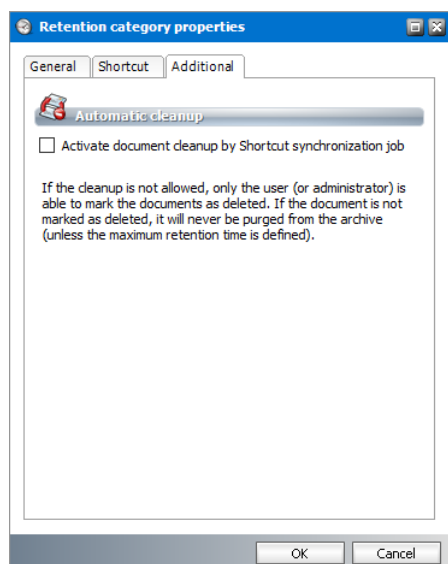 Retention category properties
General Shortcut Additional
Automatic cleanup
Activate document cleanup by Shortcut synchronization job
If the cleanup is not allowed, only the user (or administrator) is
able to mark the documents as deleted. If the document is not
marked as deleted, it will never be purged from the archive
(unless the maximum retention time is defined).
OK Cancel